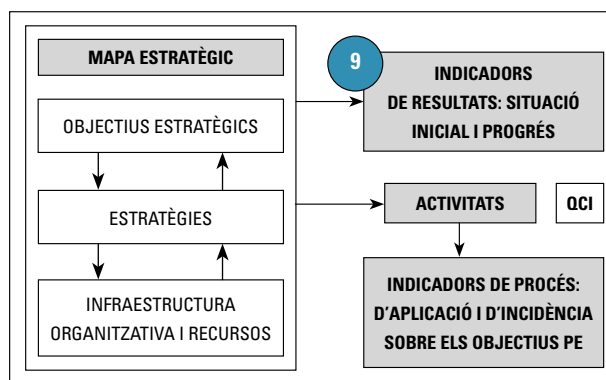 MAPA ESTRATÈGIC
OBJECTIUS ESTRATÈGICS
ESTRATÈGIES
INFRAESTRUCTURA
ORGANITZATIVA I RECURSOS
9
INDICADORS
DE RESULTATS: SITUACIÓ
INICIAL I PROGRÉS
ACTIVITATS
QCI
INDICADORS DE PROCÉS:
D'APLICACIÓ I D'INCIDÈNCIA
SOBRE ELS OBJECTIUS PE